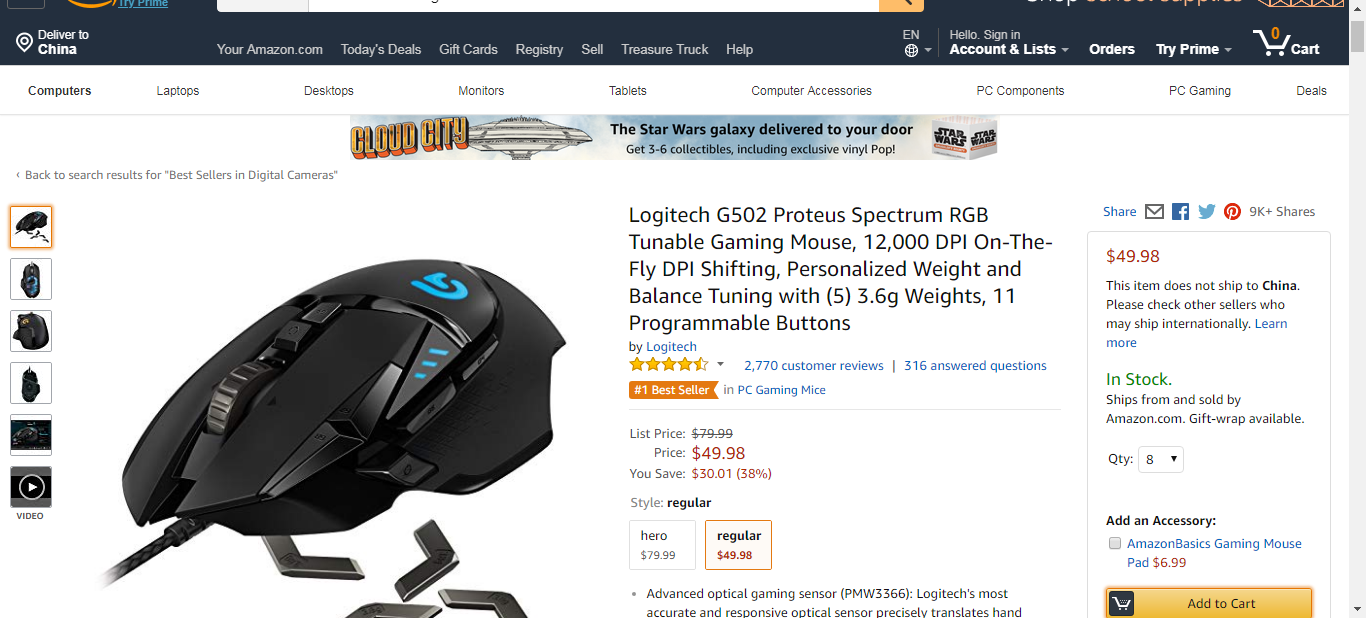 Try Prime
Deliver to
China
Your Amazon.com Today's Deals Gift Cards Registry Sell Treasure Truck Help
EN
Hello. Sign in
Account & Lists
Orders
Try Prime
0
Cart
Computers Laptops Desktops Monitors Tablets Computer Accessories PC Components PC Gaming Deals
CLOUD CITY
The Star Wars galaxy delivered to your door
Get 3-6 collectibles, including exclusive vinyl Pop!
STAR WARS
STAR WARS
‹ Back to search results for "Best Sellers in Digital Cameras"
VIDEO
Logitech G502 Proteus Spectrum RGB
Tunable Gaming Mouse, 12,000 DPI On-The-
Fly DPI Shifting, Personalized Weight and
Balance Tuning with (5) 3.6g Weights, 11
Programmable Buttons
by Logitech
2,770 customer reviews | 316 answered questions
#1 Best Seller in PC Gaming Mice
List Price: $79.99
Price: $49.98
You Save: $30.01 (38%)
Style: regular
hero
$79.99
regular
$49.98
• Advanced optical gaming sensor (PMW3366): Logitech's most
accurate and responsive optical sensor precisely translates hand
Share 9K+ Shares
$49.98
This item does not ship to China.
Please check other sellers who
may ship internationally. Learn
more
In Stock.
Ships from and sold by
Amazon.com. Gift-wrap available.
Qty: 8
Add an Accessory:
AmazonBasics Gaming Mouse
Pad $6.99
Add to Cart